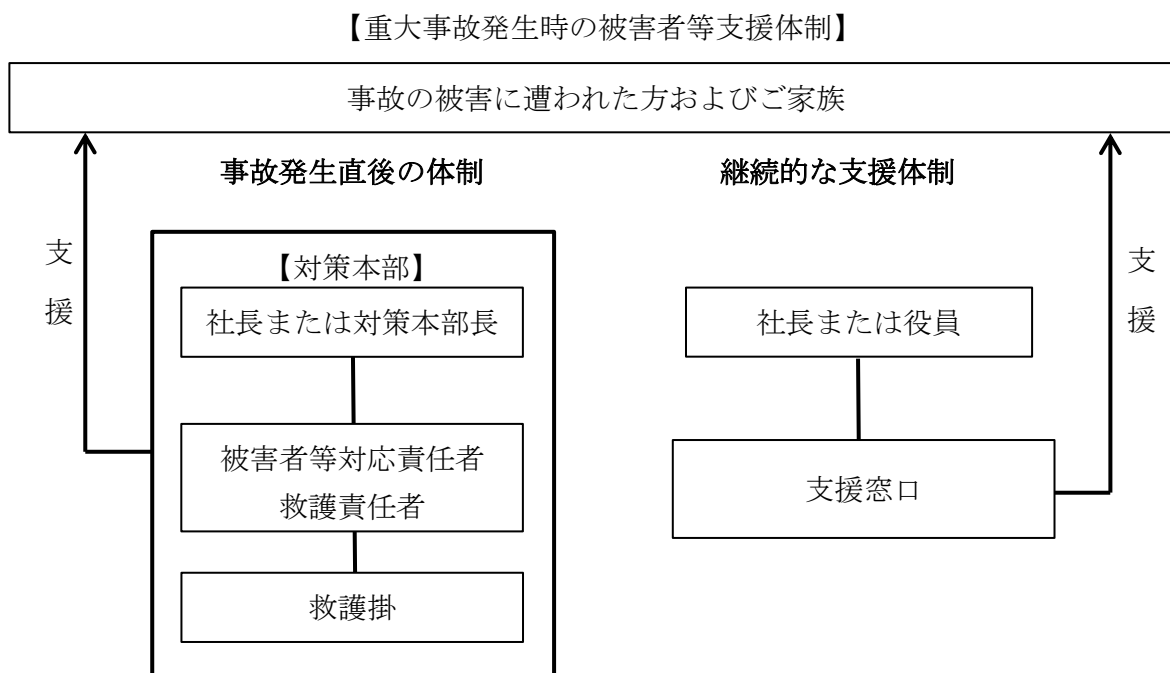 【重大事故発生時の被害者等支援体制】
事故の被害に遭われた方およびご家族
事故発生直後の体制
継続的な支援体制
支
援
【対策本部】
社長または対策本部長
被害者等対応責任者
救護責任者
救護掛
社長または役員
支援窓口
支
援